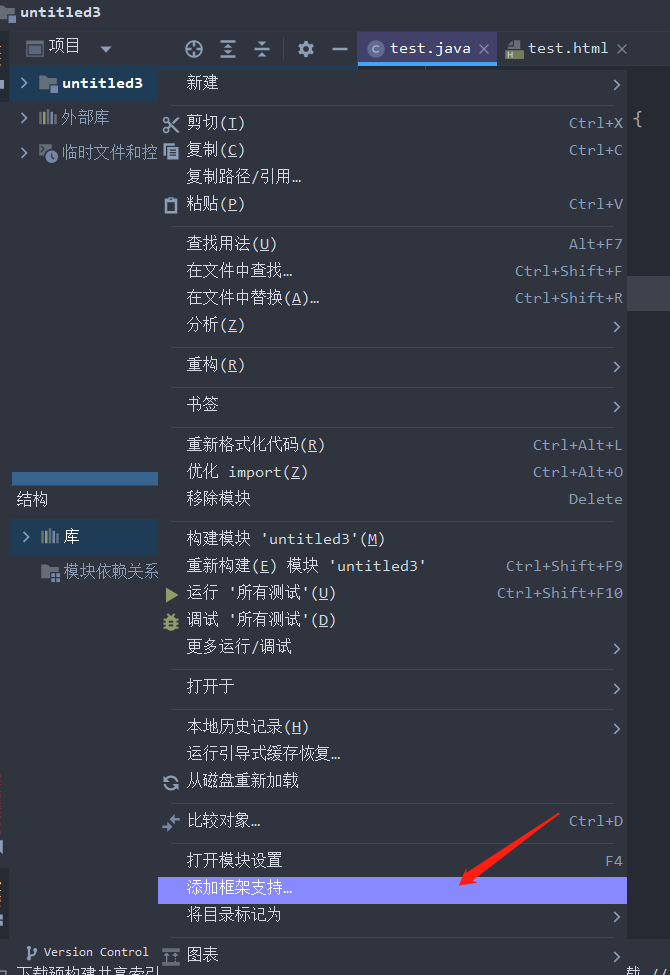 untitled3
项目
test.java
test.html
untitled3
外部库
临时文件和控
新建
{
剪切(T) Ctrl+X
复制(C) Ctrl+C
复制路径/引用…
粘贴(P) Ctrl+V
查找用法(U) Alt+F7
在文件中查找… Ctrl+Shift+F
在文件中替换(A)… Ctrl+Shift+R
分析(Z)
重构(R)
书签
重新格式化代码(R) Ctrl+Alt+L
优化 import(Z) Ctrl+Alt+O
移除模块 Delete
结构
库
模块依赖关系
构建模块 'untitled3'(M)
重新构建(E) 模块 'untitled3' Ctrl+Shift+F9
运行 '所有测试'(U) Ctrl+Shift+F10
调试 '所有测试'(D)
更多运行/调试
打开于
本地历史记录(H)
运行引导式缓存恢复…
从磁盘重新加载
比较对象… Ctrl+D
打开模块设置 F4
添加框架支持…
将目录标记为
图表
Version Control
下载预构建共享索引